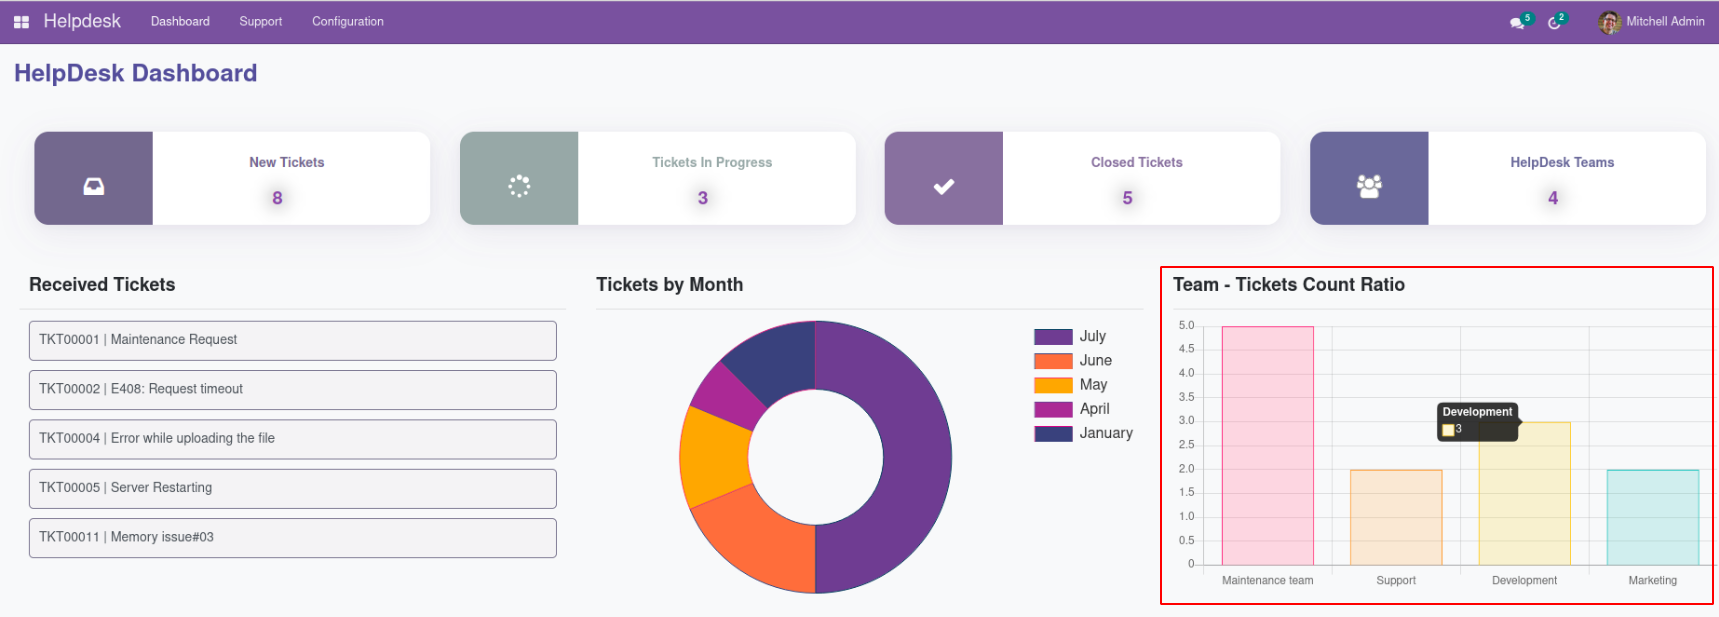 Helpdesk Dashboard Support Configuration 5 2 Mitchell Admin
HelpDesk Dashboard
New Tickets
8
Tickets In Progress
3
Closed Tickets
5
HelpDesk Teams
4
Received Tickets
TKT00001 | Maintenance Request
TKT00002 | E408: Request timeout
TKT00004 | Error while uploading the file
TKT00005 | Server Restarting
TKT00011 | Memory issue#03
Tickets by Month
July
June
May
April
January
Team - Tickets Count Ratio
5.0
4.5
4.0
3.5
3.0
2.5
2.0
1.5
1.0
0.5
0
Development
3
Maintenance team Support Development Marketing